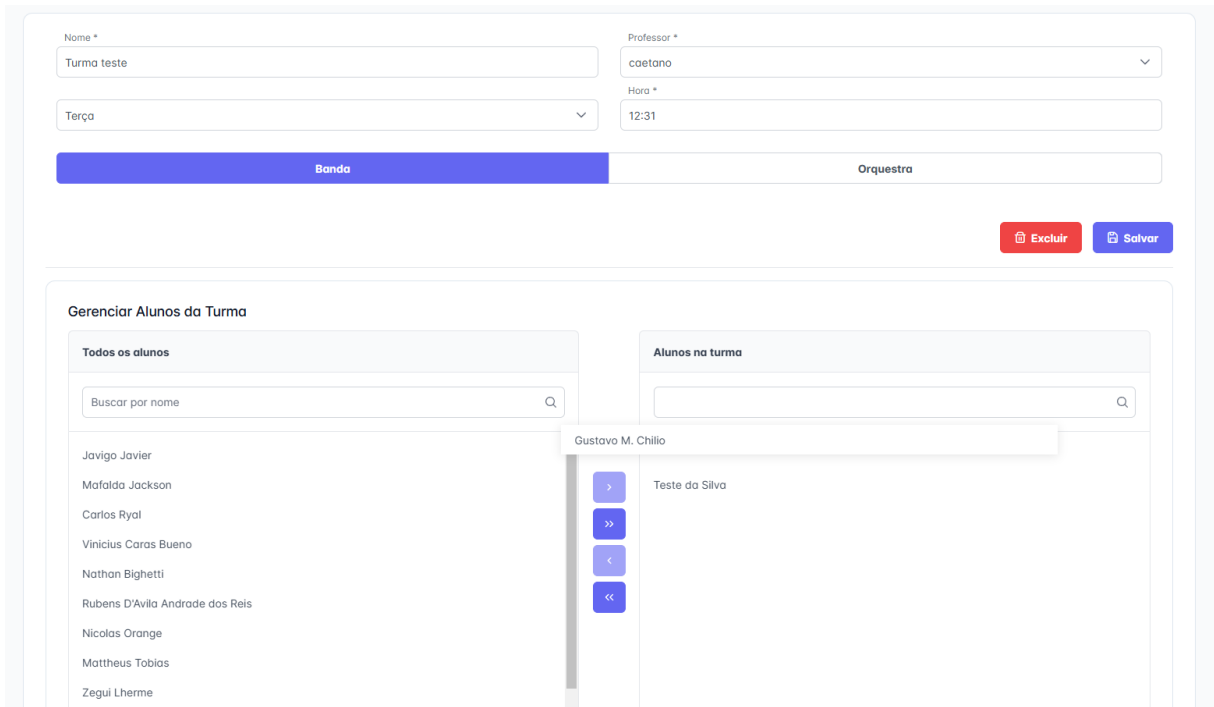 Nome *
Professor *
Turma teste
caetano
Hora *
Terça
12:31
Banda
Orquestra
Excluir
Salvar
Gerenciar Alunos da Turma
Todos os alunos
Alunos na turma
Buscar por nome
Gustavo M. Chilio
Javigo Javier
Mafalda Jackson
Teste da Silva
Carlos Ryal
Vinicius Caras Bueno
Nathan Bighetti
Rubens D'Avila Andrade dos Reis
Nicolas Orange
Mattheus Tobias
Zegui Lherme